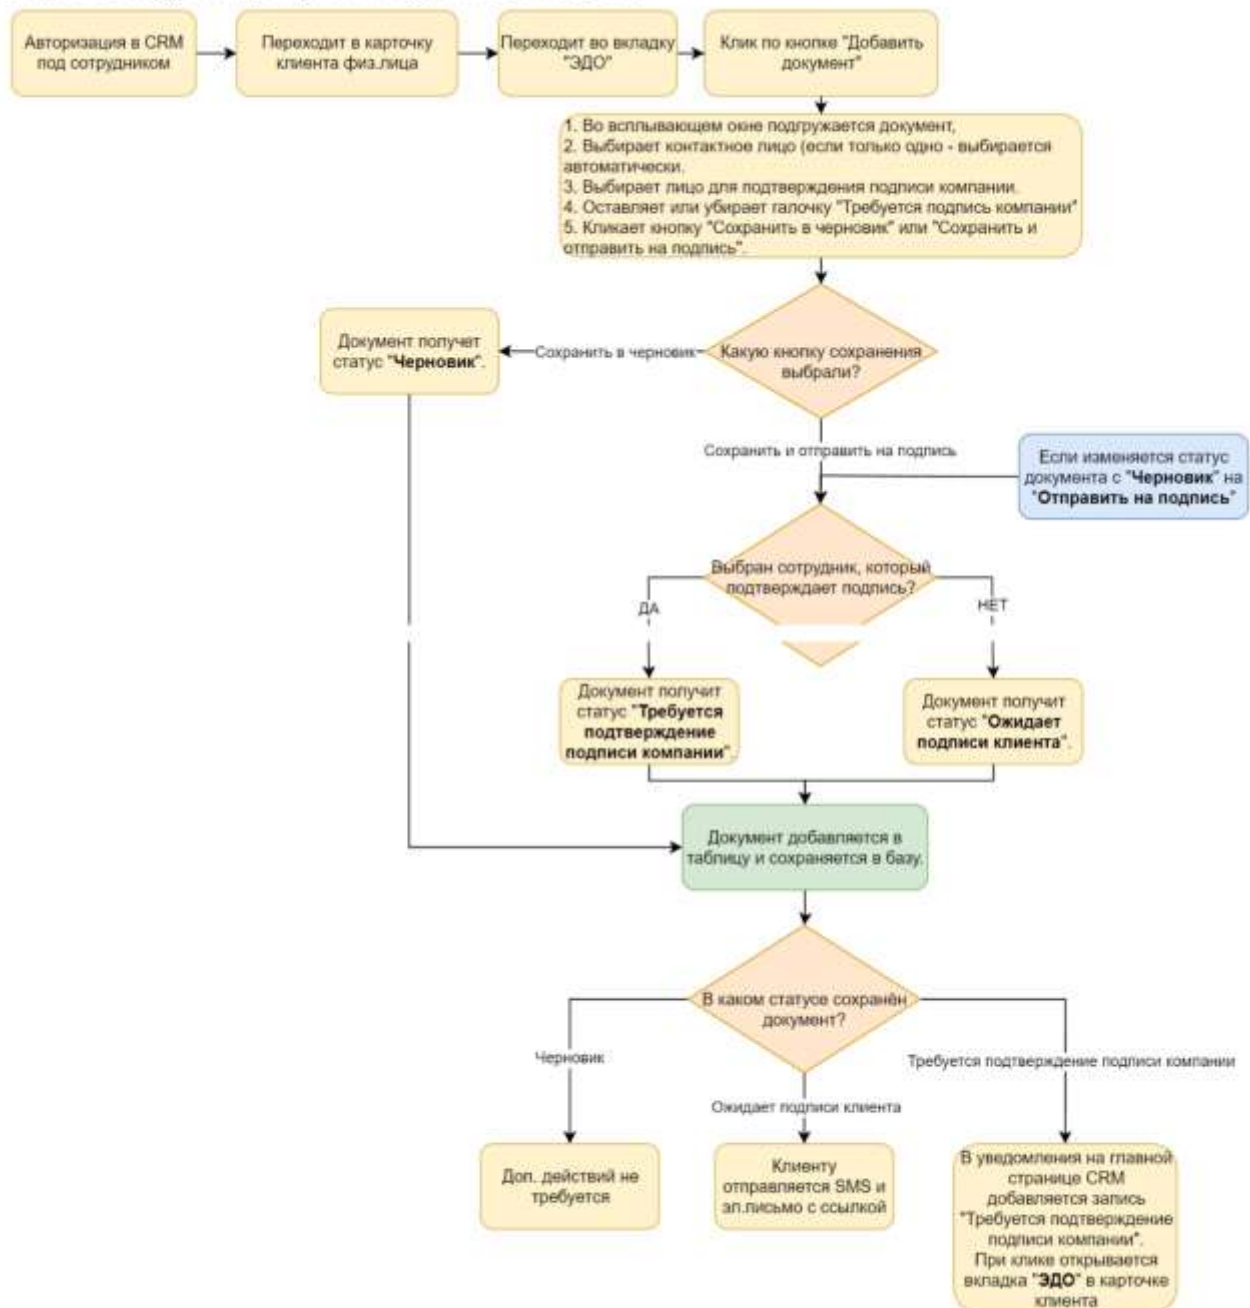 Авторизация в CRM
под сотрудником
Переходит в карточку
клиента физ.лица
Переходит во вкладку
"ЭДО"
Клик по кнопке "Добавить
документ"
1. Во всплывающем окне подгружается документ,
2. Выбирает контактное лицо (если только одно - выбирается
автоматически.
3. Выбирает лицо для подтверждения подписи компании.
4. Оставляет или убирает галочку "Требуется подпись компании"
5. Кликает кнопку "Сохранить в черновик" или "Сохранить и
отправить на подпись".
Документ получет
статус "Черновик".
Сохранить в черновик
Какую кнопку сохранения
выбрали?
Сохранить и отправить на подпись
Если изменяется статус
документа с "Черновик" на
"Отправить на подпись"
Выбран сотрудник, который
подтверждает подпись?
ДА
НЕТ
Документ получит
статус "Требуется
подтверждение
подписи компании".
Документ получит
статус "Ожидает
подписи клиента".
Документ добавляется в
таблицу и сохраняется в базу.
В каком статусе сохранён
документ?
Черновик
Ожидает подписи клиента
Требуется подтверждение подписи компании
Доп. действий не
требуется
Клиенту
отправляется SMS и
эл.письмо с ссылкой
В уведомления на главной
странице CRM
добавляется запись
"Требуется подтверждение
подписи компании".
При клике открывается
вкладка "ЭДО" в карточке
клиента